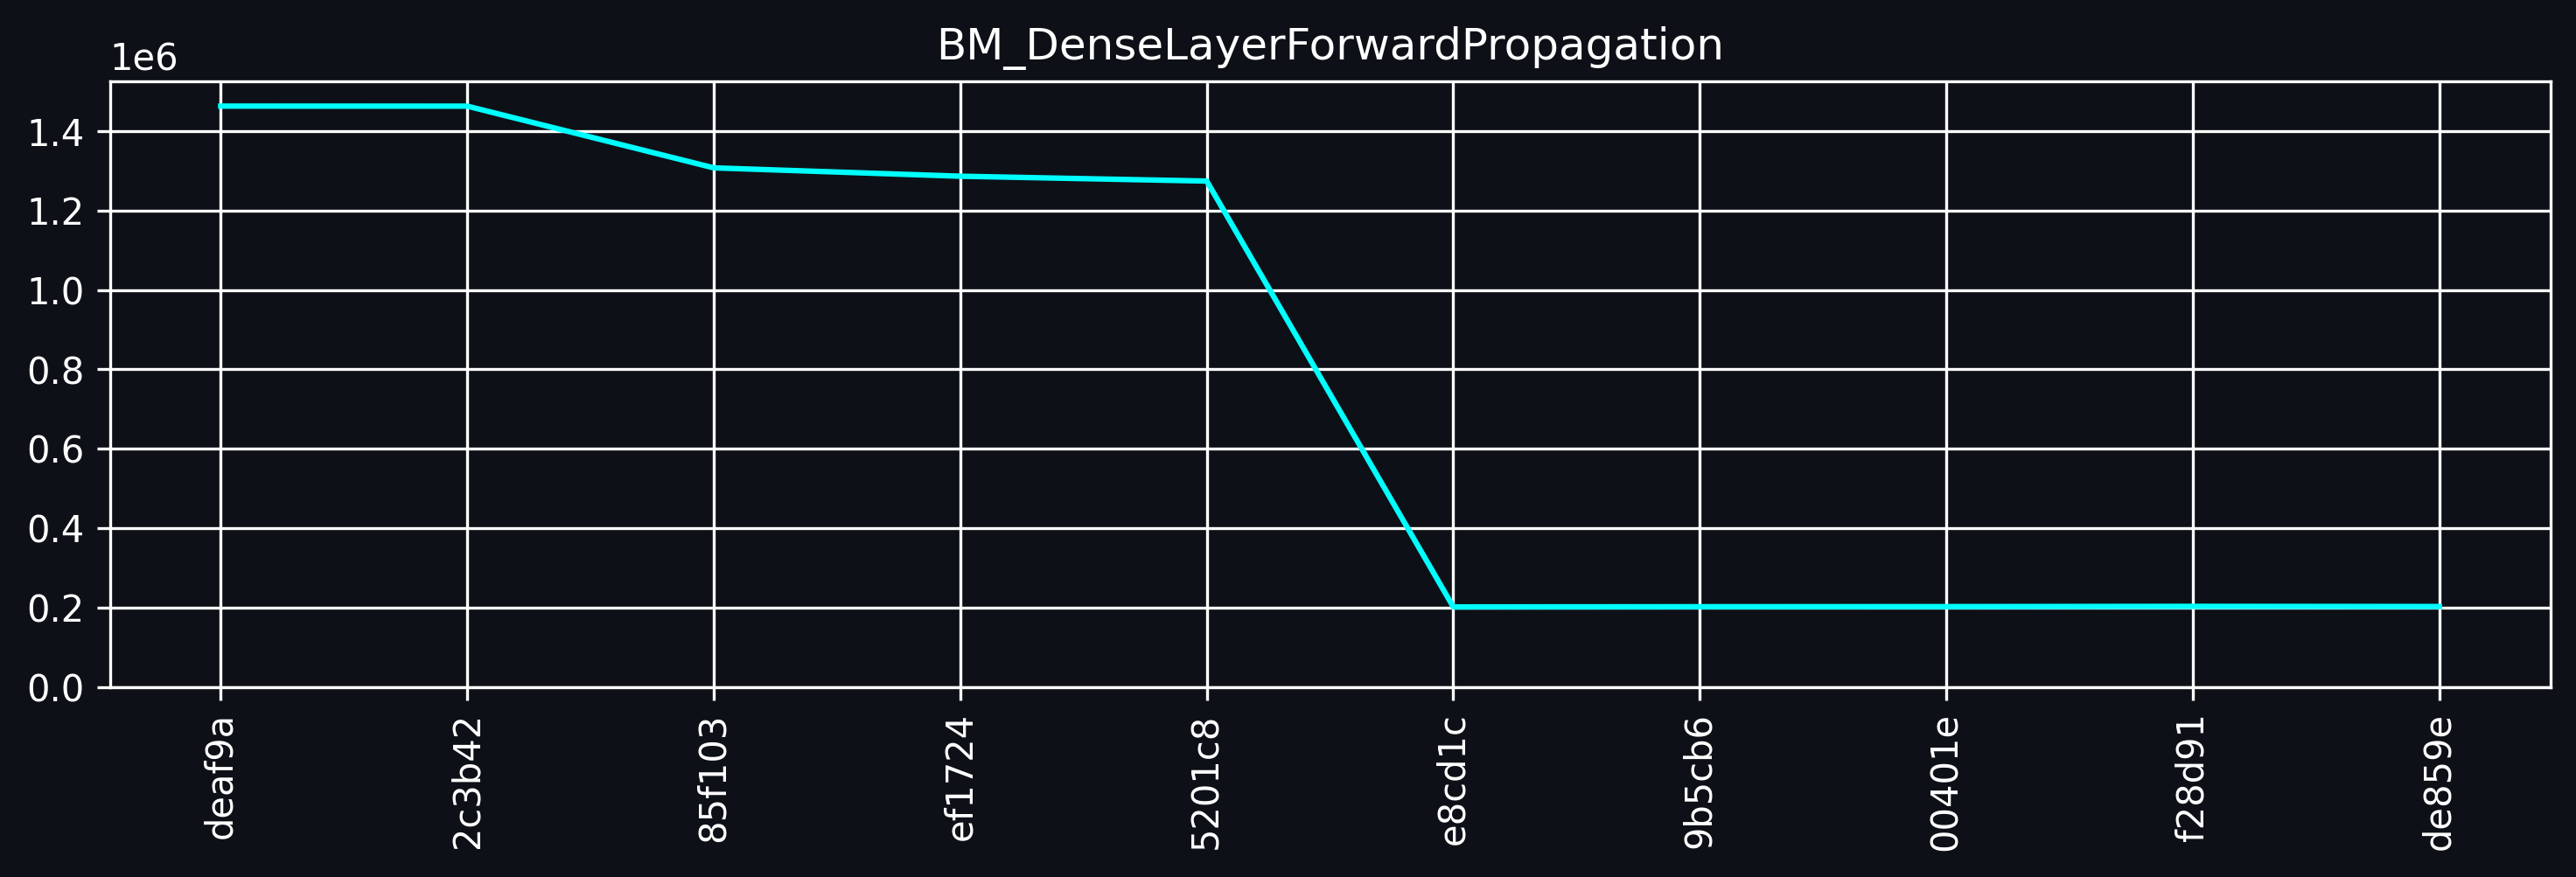 BM_DenseLayerForwardPropagation
1e6
1.4
1.2
1.0
0.8
0.6
0.4
0.2
0.0
deaf9a
2c3b42
85f103
ef1724
5201c8
e8cd1c
9b5cb6
00401e
f28d91
de859e